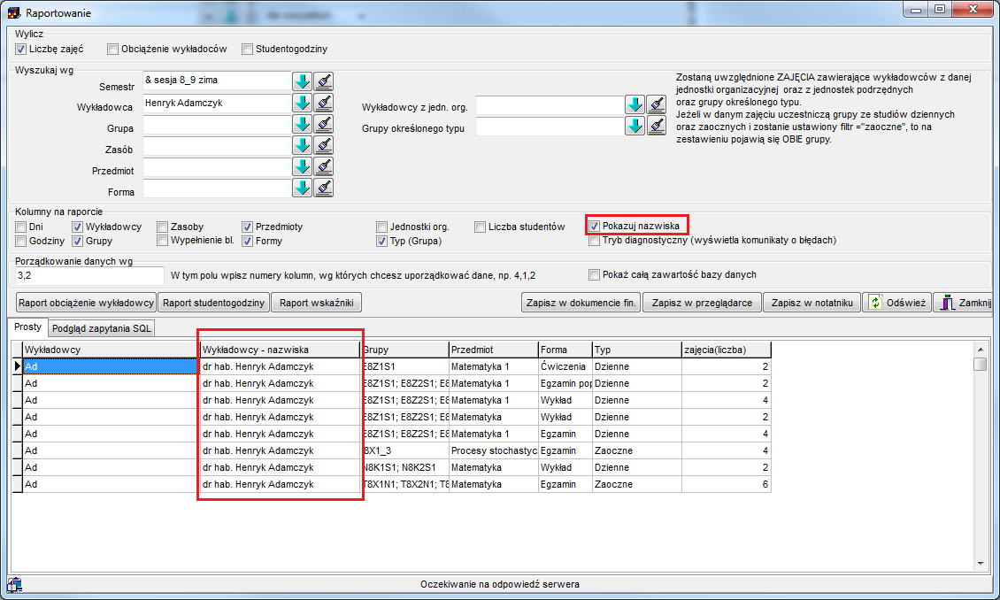 Raportowanie
Wylicz
Liczbę zajęć Obciążenie wykładoców Studentogodziny
Wyszukaj wg
Semestr & sesja 8_9 zima
Wykładowca Henryk Adamczyk
Grupa
Zasób
Przedmiot
Forma
Wykładowcy z jedn. org.
Grupy określonego typu
Zostaną uwzględnione ZAJĘCIA zawierające wykładowców z danej
jednostki organizacyjnej oraz z jednostek podrzędnych
oraz grupy określonego typu.
Jeżeli w danym zajęciu uczestniczą grupy ze studiów dziennych
oraz zaocznych i zostanie ustawiony filtr ="zaoczne", to na
zestawieniu pojawią się OBIE grupy.
Kolumny na raporcie
Dni Wykładowcy Zasoby Przedmioty Jednostki org. Liczba studentów Pokazuj nazwiska
Godziny Grupy Wypełnienie bl. Formy Typ (Grupa) Tryb diagnostyczny (wyświetla komunikaty o błędach)
Porządkowanie danych wg
3,2 W tym polu wpisz numery kolumn, wg których chcesz uporządkować dane, np. 4,1,2 Pokaż całą zawartość bazy danych
Raport obciążenie wykładowcy Raport studentogodziny Raport wskaźniki Zapisz w dokumencie fin. Zapisz w przeglądarce Zapisz w notatniku Odśwież Zamknij
Prosty Podgląd zapytania SQL
Wykładowcy Wykładowcy - nazwiska Grupy Przedmiot Forma Typ zajęcia(liczba)
Ad dr hab. Henryk Adamczyk E8Z1S1 Matematyka 1 Ćwiczenia Dzienne 2
Ad dr hab. Henryk Adamczyk E8Z1S1; E8Z2S1; E8 Matematyka 1 Egzamin pop Dzienne 2
Ad dr hab. Henryk Adamczyk E8Z1S1; E8Z2S1; E8 Matematyka 1 Wykład Dzienne 4
Ad dr hab. Henryk Adamczyk E8Z1S1; E8Z2S1; E8 Matematyka Wykład Dzienne 2
Ad dr hab. Henryk Adamczyk E8Z1S1; E8Z2S1; E8 Matematyka 1 Egzamin Dzienne 4
Ad dr hab. Henryk Adamczyk I8X1_3 Procesy stochastyc. Egzamin Zaoczne 4
Ad dr hab. Henryk Adamczyk N8K1S1; N8K2S1 Matematyka Wykład Dzienne 2
Ad dr hab. Henryk Adamczyk T8X1N1; T8X2N1; T8 Matematyka Egzamin Zaoczne 6
Oczekiwanie na odpowiedź serwera